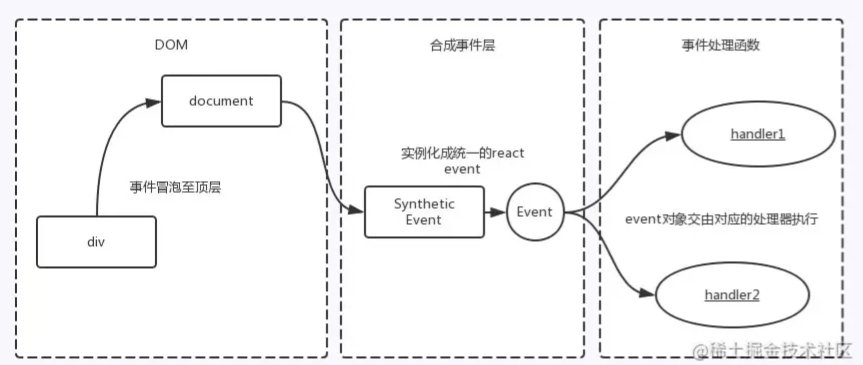 DOM
合成事件层
事件处理函数
document
handler1
实例化成统一的react
event
事件冒泡至顶层
Synthetic
Event
Event
event对象交由对应的处理器执行
div
handler2
@稀土掘金技术社区